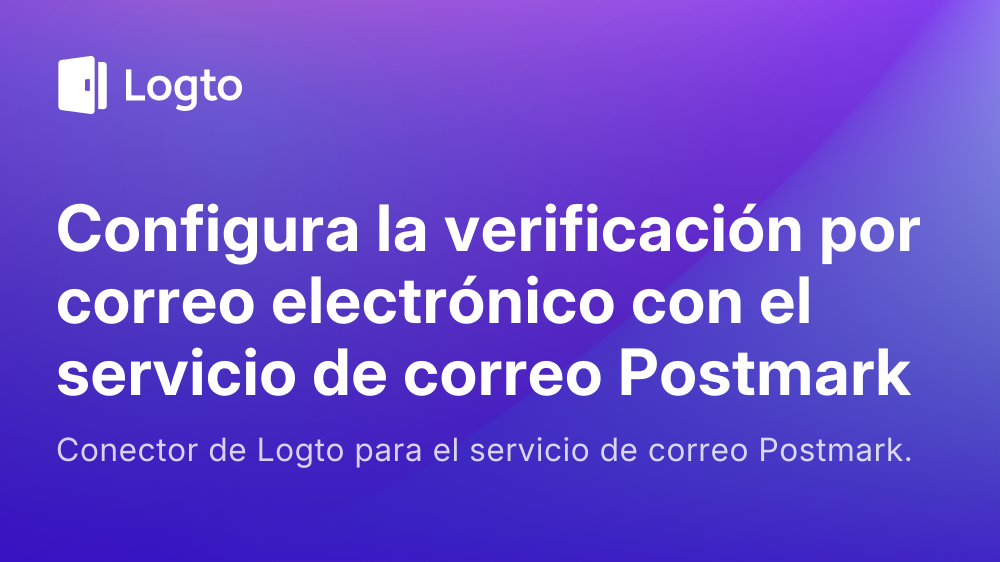 Logto
Configura la verificación por
correo electrónico con el
servicio de correo Postmark
Conector de Logto para el servicio de correo Postmark.